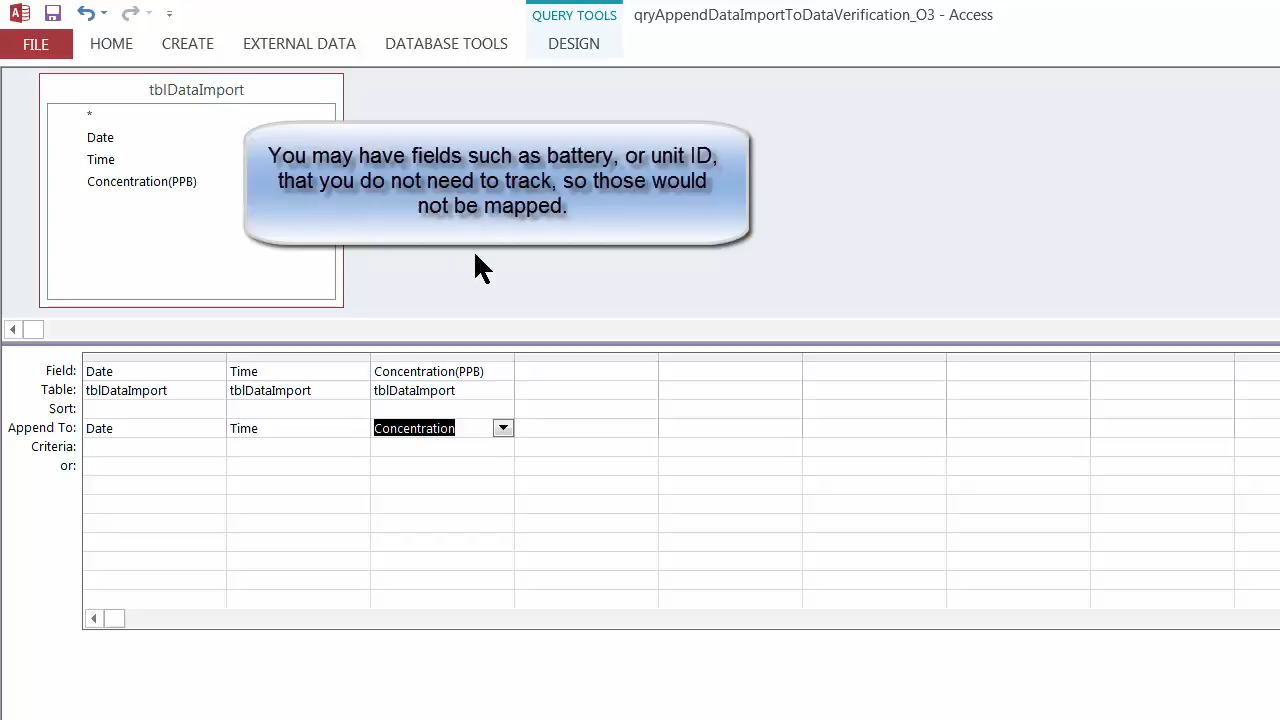 QUERY TOOLS
qryAppendDataImportToDataVerification_O3 - Access
FILE HOME CREATE EXTERNAL DATA DATABASE TOOLS DESIGN
tblDataImport
*
Date
Time
Concentration(PPB)
You may have fields such as battery, or unit ID,
that you do not need to track, so those would
not be mapped.
Field: Date Time Concentration(PPB)
Table: tblDataImport tblDataImport tblDataImport
Sort:
Append To: Date Time Concentration
Criteria:
or: